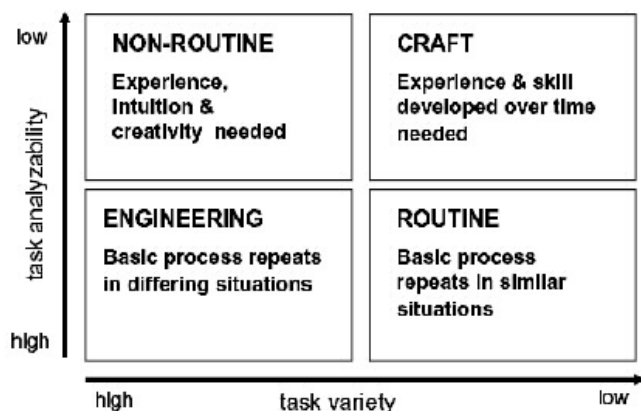 low
NON-ROUTINE
Experience,
Intuition &
creativity needed
CRAFT
Experience & skill
developed over time
needed
task analyzability
ENGINEERING
Basic process repeats
in differing situations
ROUTINE
Basic process
repeats in similar
situations
high
high
task variety
low